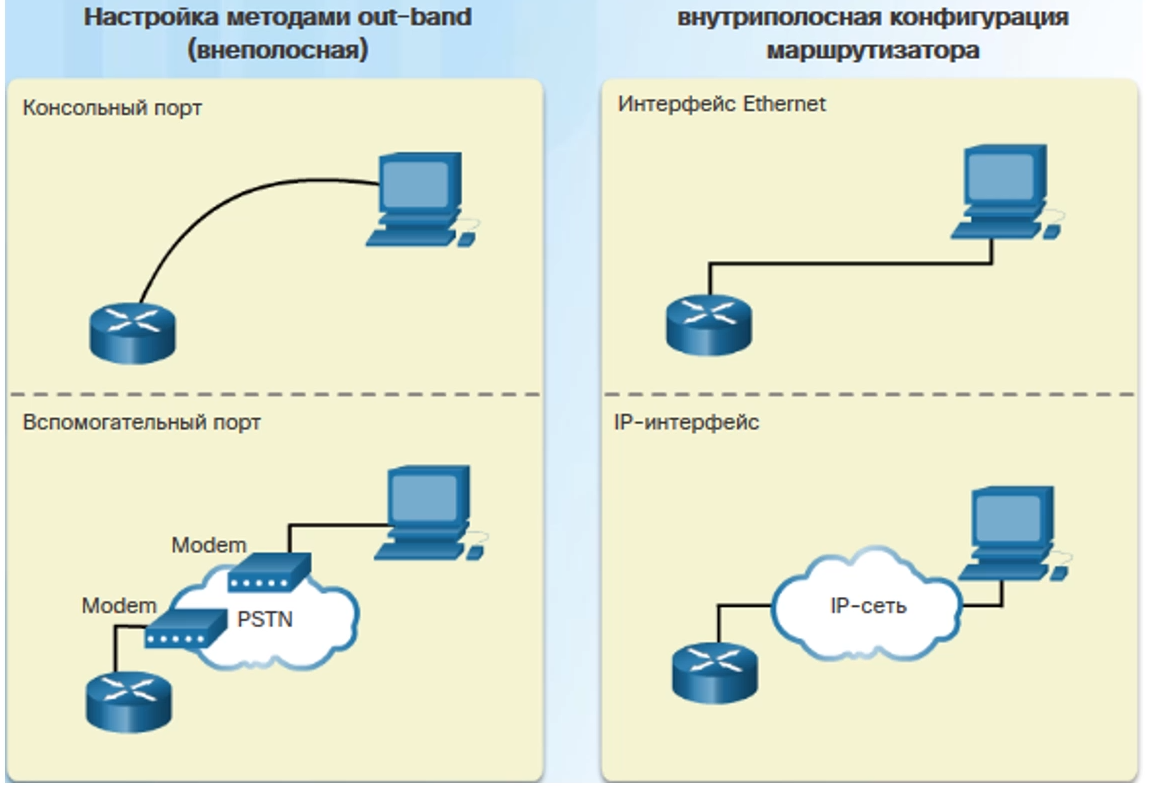 Настройка методами out-band
(внеполосная)
Консольный порт
Вспомогательный порт
Modem
Modem
PSTN
внутриполосная конфигурация
маршрутизатора
Интерфейс Ethernet
IP-интерфейс
IP-сеть